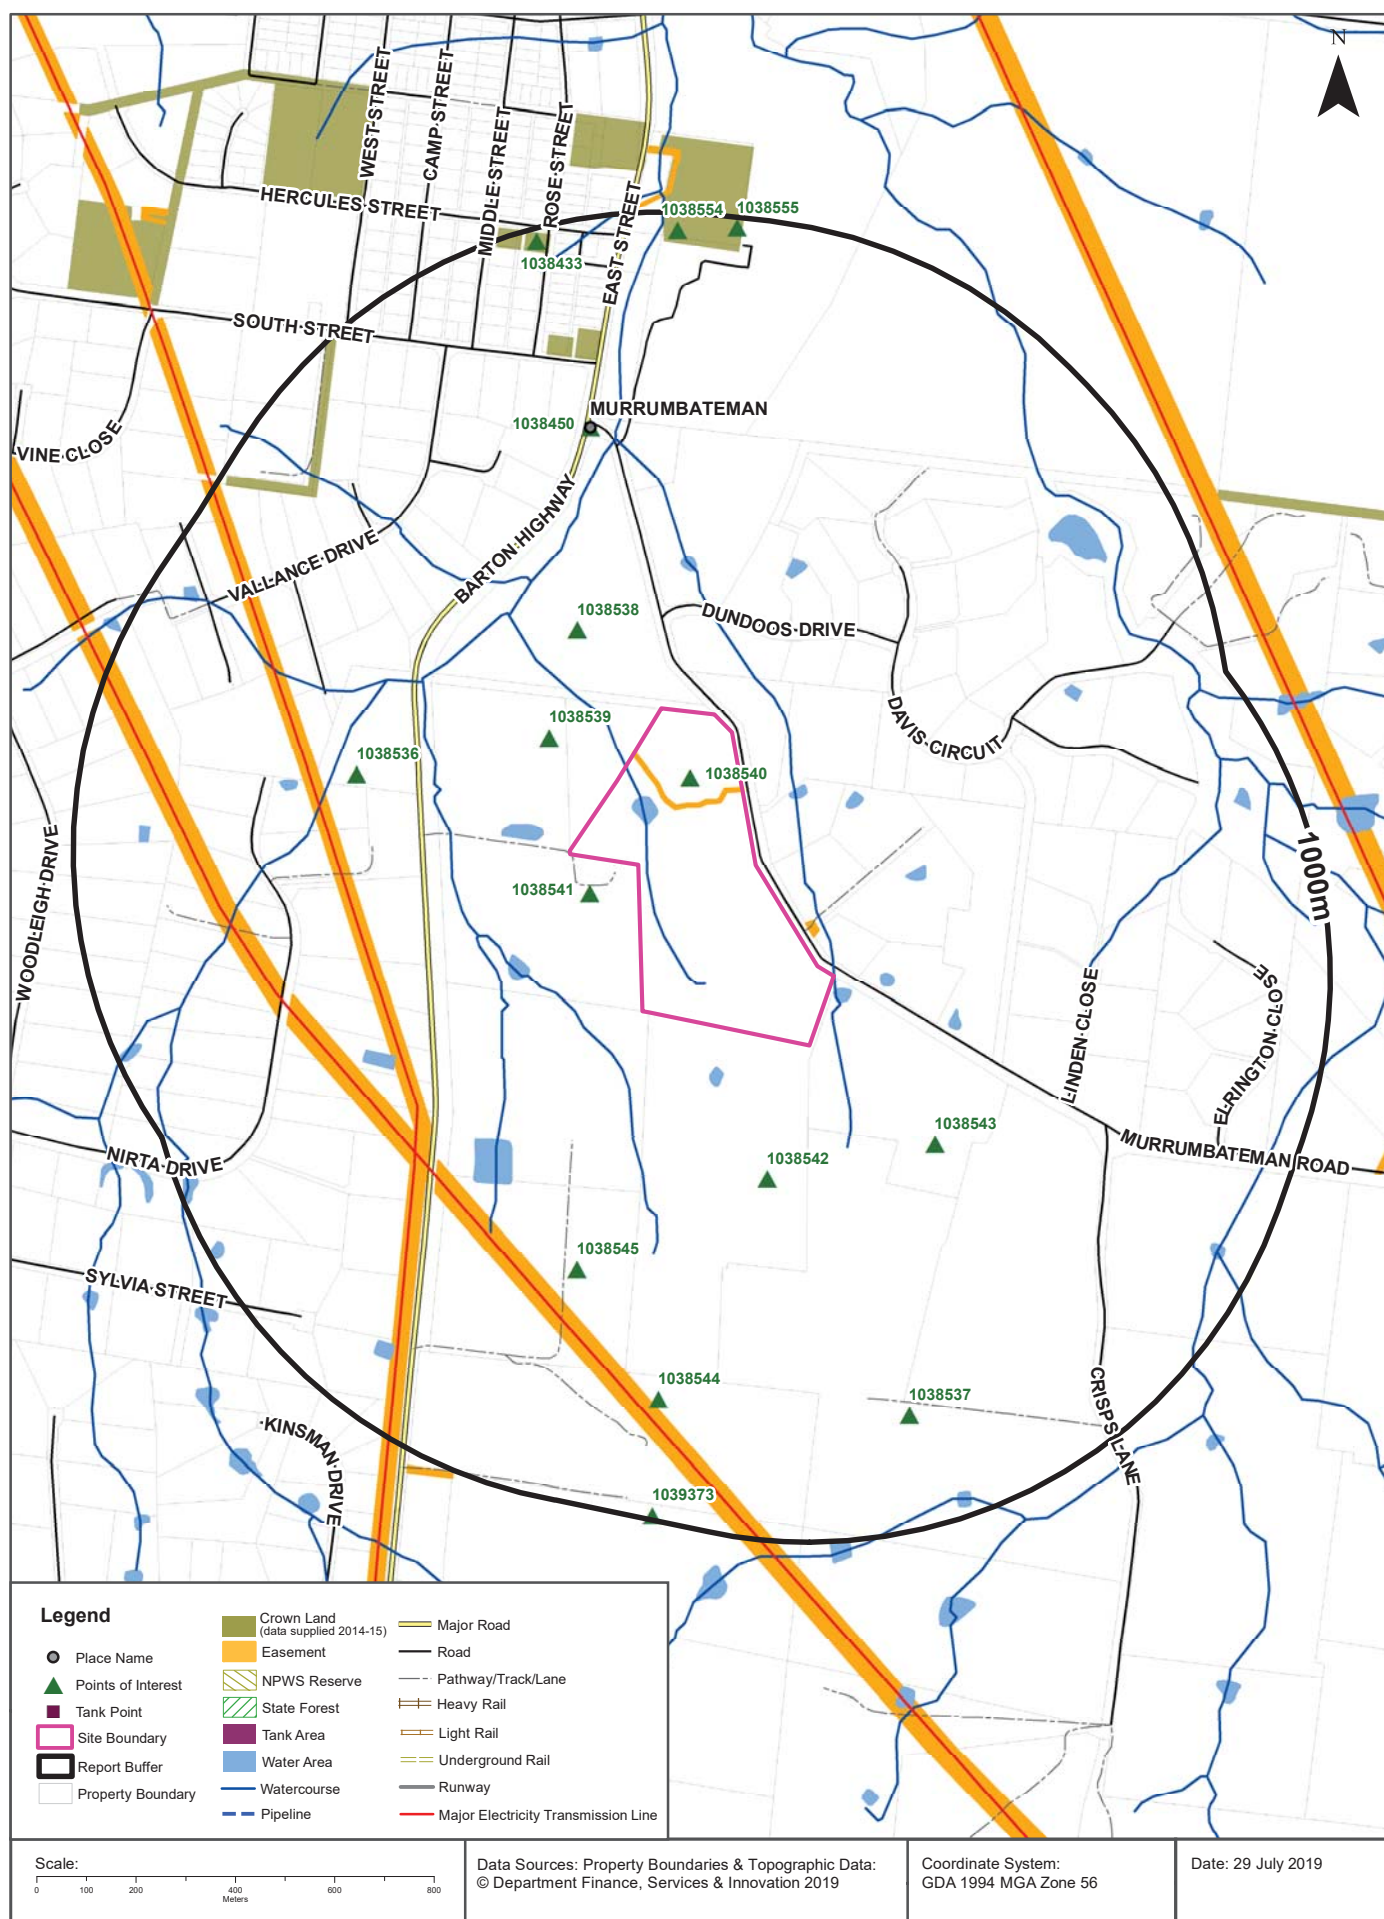 N
WEST STREET
CAMP STREET
MIDDLE STREET
ROSE STREET
HERCULES STREET
EAST STREET
1038554
1038555
1038433
SOUTH STREET
MURRUMBATEMAN
1038450
VINE CLOSE
BARTON HIGHWAY
VALLANCE DRIVE
1038538
DUNDOOS DRIVE
1038539
DAVIS CIRCUIT
1038536
1038540
1000m
WOODLEIGH DRIVE
1038541
LINDEN CLOSE
ELRINGTON CLOSE
1038543
MURRUMBATEMAN ROAD
NIRTA DRIVE
1038542
1038545
SYLVIA STREET
1038544
1038537
CRISPS LANE
KINSMAN DRIVE
1039373
Legend
Place Name
Points of Interest
Tank Point
Site Boundary
Report Buffer
Property Boundary
Crown Land
(data supplied 2014-15)
Easement
NPWS Reserve
State Forest
Tank Area
Water Area
Watercourse
Pipeline
Major Road
Road
Pathway/Track/Lane
Heavy Rail
Light Rail
Underground Rail
Runway
Major Electricity Transmission Line
Scale:
0 100 200 400 600 800
Meters
Data Sources: Property Boundaries & Topographic Data:
© Department Finance, Services & Innovation 2019
Coordinate System:
GDA 1994 MGA Zone 56
Date: 29 July 2019